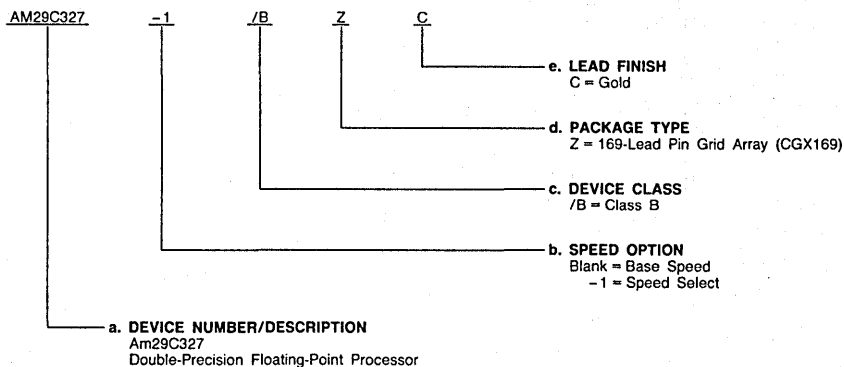 AM29C327 -1 /B Z C
e. LEAD FINISH
C = Gold
d. PACKAGE TYPE
Z = 169-Lead Pin Grid Array (CGX169)
c. DEVICE CLASS
/B = Class B
b. SPEED OPTION
Blank = Base Speed
-1 = Speed Select
a. DEVICE NUMBER/DESCRIPTION
Am29C327
Double-Precision Floating-Point Processor